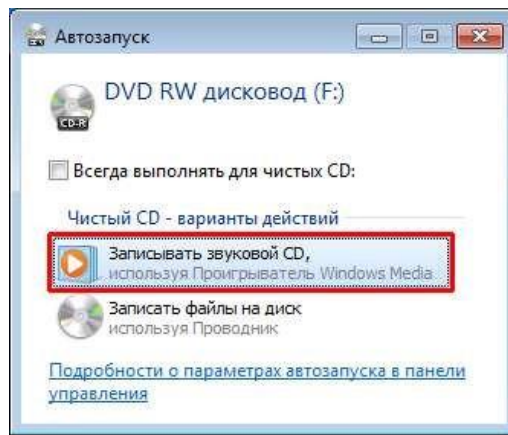 Автозапуск
DVD RW дисковод (F:)
CD-R
Всегда выполнять для чистых CD:
Чистый CD - варианты действий
Записывать звуковой CD,
используя Проигрыватель Windows Media
Записать файлы на диск
используя Проводник
Подробности о параметрах автозапуска в панели
управления